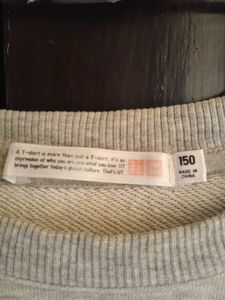 A T-shirt is more than just a T-shirt. It's an
expression of who you are and what you love. UT
brings together today's global culture. That's UT
150
MADE IN
CHINA